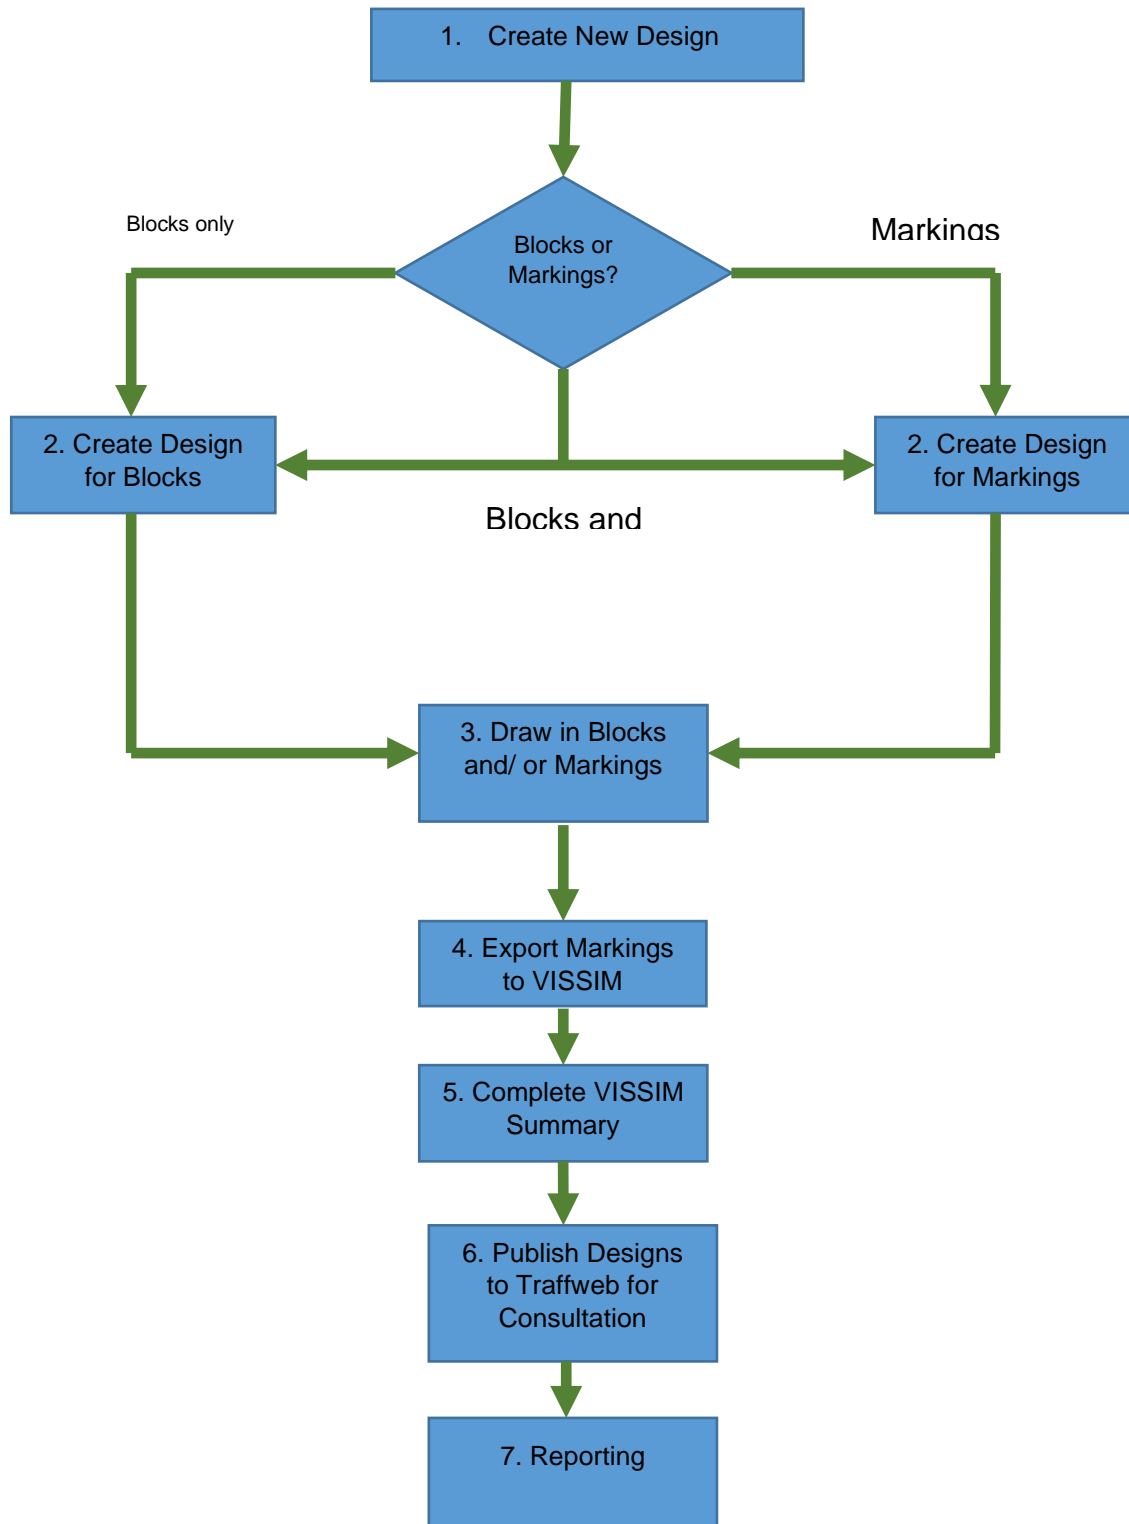 1. Create New Design
Blocks or
Markings?
Blocks only
Markings
2. Create Design
for Blocks
2. Create Design
for Markings
Blocks and
3. Draw in Blocks
and/ or Markings
4. Export Markings
to VISSIM
5. Complete VISSIM
Summary
6. Publish Designs
to Traffweb for
Consultation
7. Reporting